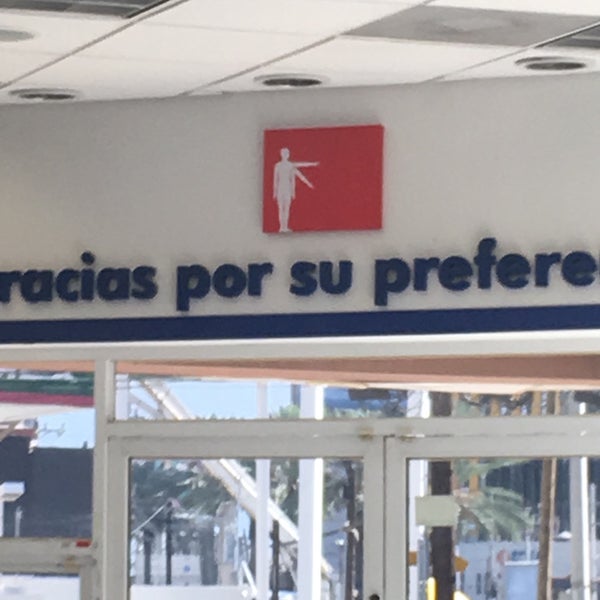 racias por su prefere